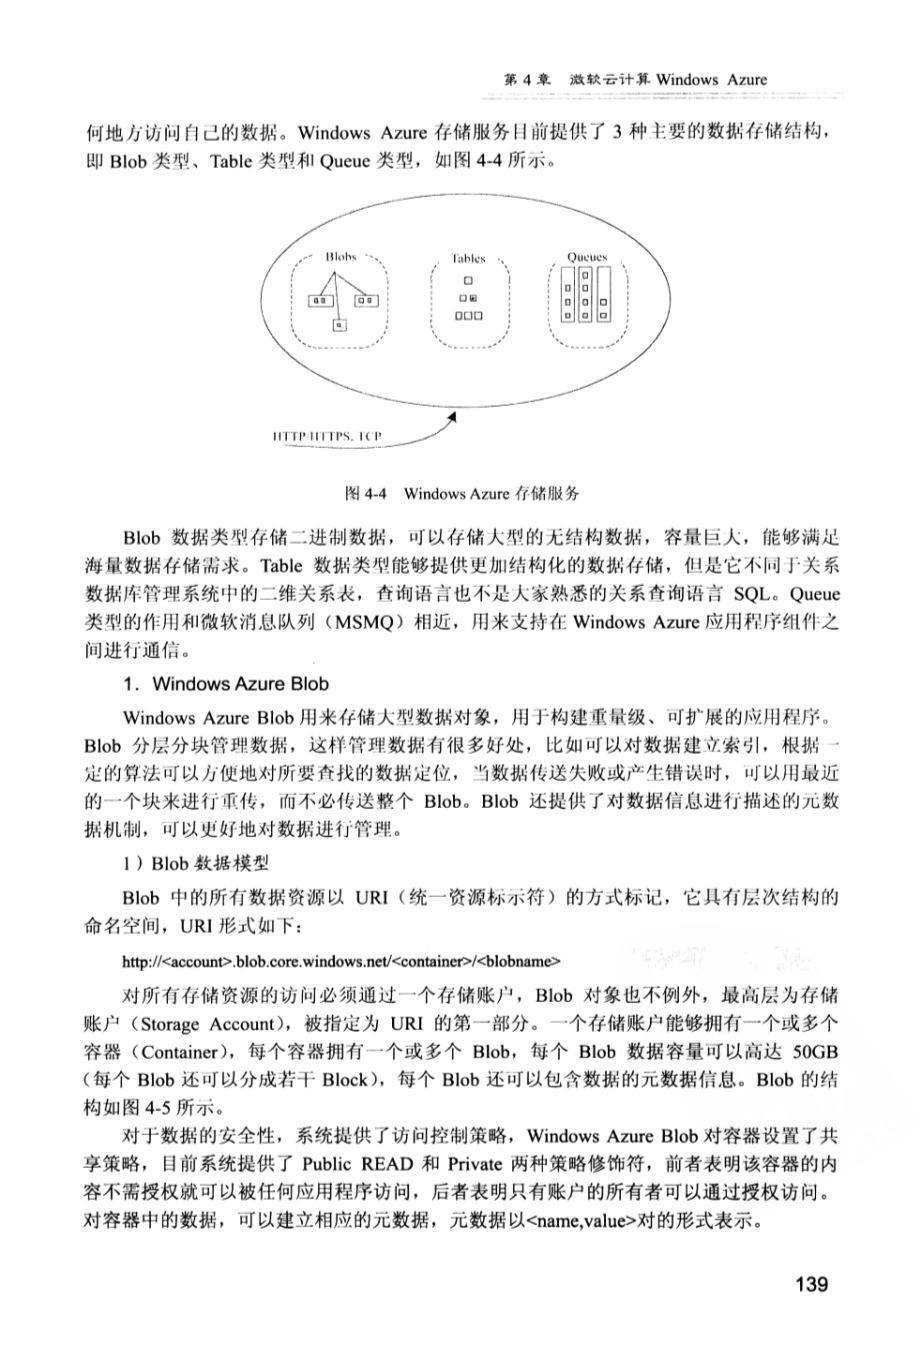 第 4 章 微软云计算 Windows Azure
何地方访问自己的数据。Windows Azure 存储服务目前提供了 3 种主要的数据存储结构，
即 Blob 类型、Table 类型和 Queue 类型，如图 4-4 所示。
Blobs Tables Queues
HTTP/HTTPS, TCP
图 4-4 Windows Azure 存储服务
Blob 数据类型存储二进制数据，可以存储大型的无结构数据，容量巨大，能够满足
海量数据存储需求。Table 数据类型能够提供更加结构化的数据存储，但是它不同于关系
数据库管理系统中的二维关系表，查询语言也不是大家熟悉的关系查询语言 SQL。Queue
类型的作用和微软消息队列（MSMQ）相近，用来支持在 Windows Azure 应用程序组件之
间进行通信。
1．Windows Azure Blob
Windows Azure Blob 用来存储大型数据对象，用于构建重量级、可扩展的应用程序。
Blob 分层分块管理数据，这样管理数据有很多好处，比如可以对数据建立索引，根据一
定的算法可以方便地对所要查找的数据定位，当数据传送失败或产生错误时，可以用最近
的一个块来进行重传，而不必传送整个 Blob。Blob 还提供了对数据信息进行描述的元数
据机制，可以更好地对数据进行管理。
1）Blob 数据模型
Blob 中的所有数据资源以 URI（统一资源标示符）的方式标记，它具有层次结构的
命名空间，URI 形式如下：
http://<account>.blob.core.windows.net/<container>/<blobname>
对所有存储资源的访问必须通过一个存储账户，Blob 对象也不例外，最高层为存储
账户（Storage Account），被指定为 URI 的第一部分。一个存储账户能够拥有一个或多个
容器（Container），每个容器拥有一个或多个 Blob，每个 Blob 数据容量可以高达 50GB
（每个 Blob 还可以分成若干 Block），每个 Blob 还可以包含数据的元数据信息。Blob 的结
构如图 4-5 所示。
对于数据的安全性，系统提供了访问控制策略，Windows Azure Blob 对容器设置了共
享策略，目前系统提供了 Public READ 和 Private 两种策略修饰符，前者表明该容器的内
容不需授权就可以被任何应用程序访问，后者表明只有账户的所有者可以通过授权访问。
对容器中的数据，可以建立相应的元数据，元数据以<name,value>对的形式表示。
139